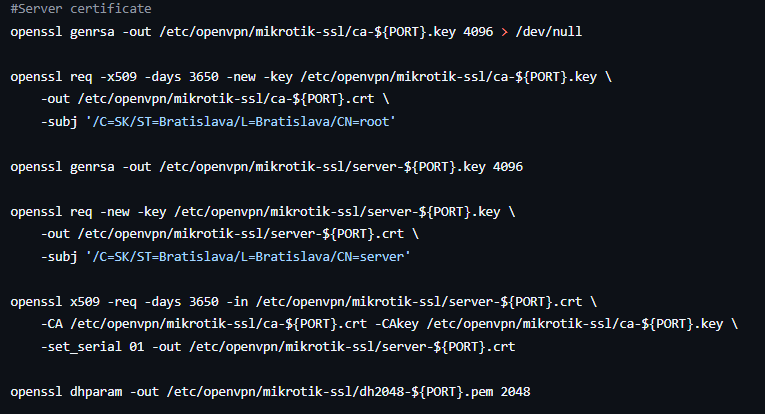 #Server certificate
openssl genrsa -out /etc/openvpn/mikrotik-ssl/ca-${PORT}.key 4096 > /dev/null
openssl req -x509 -days 3650 -new -key /etc/openvpn/mikrotik-ssl/ca-${PORT}.key \
-out /etc/openvpn/mikrotik-ssl/ca-${PORT}.crt \
-subj '/C=SK/ST=Bratislava/L=Bratislava/CN=root'
openssl genrsa -out /etc/openvpn/mikrotik-ssl/server-${PORT}.key 4096
openssl req -new -key /etc/openvpn/mikrotik-ssl/server-${PORT}.key \
-out /etc/openvpn/mikrotik-ssl/server-${PORT}.crt \
-subj '/C=SK/ST=Bratislava/L=Bratislava/CN=server'
openssl x509 -req -days 3650 -in /etc/openvpn/mikrotik-ssl/server-${PORT}.crt \
-CA /etc/openvpn/mikrotik-ssl/ca-${PORT}.crt -CAkey /etc/openvpn/mikrotik-ssl/ca-${PORT}.key \
-set_serial 01 -out /etc/openvpn/mikrotik-ssl/server-${PORT}.crt
openssl dhparam -out /etc/openvpn/mikrotik-ssl/dh2048-${PORT}.pem 2048